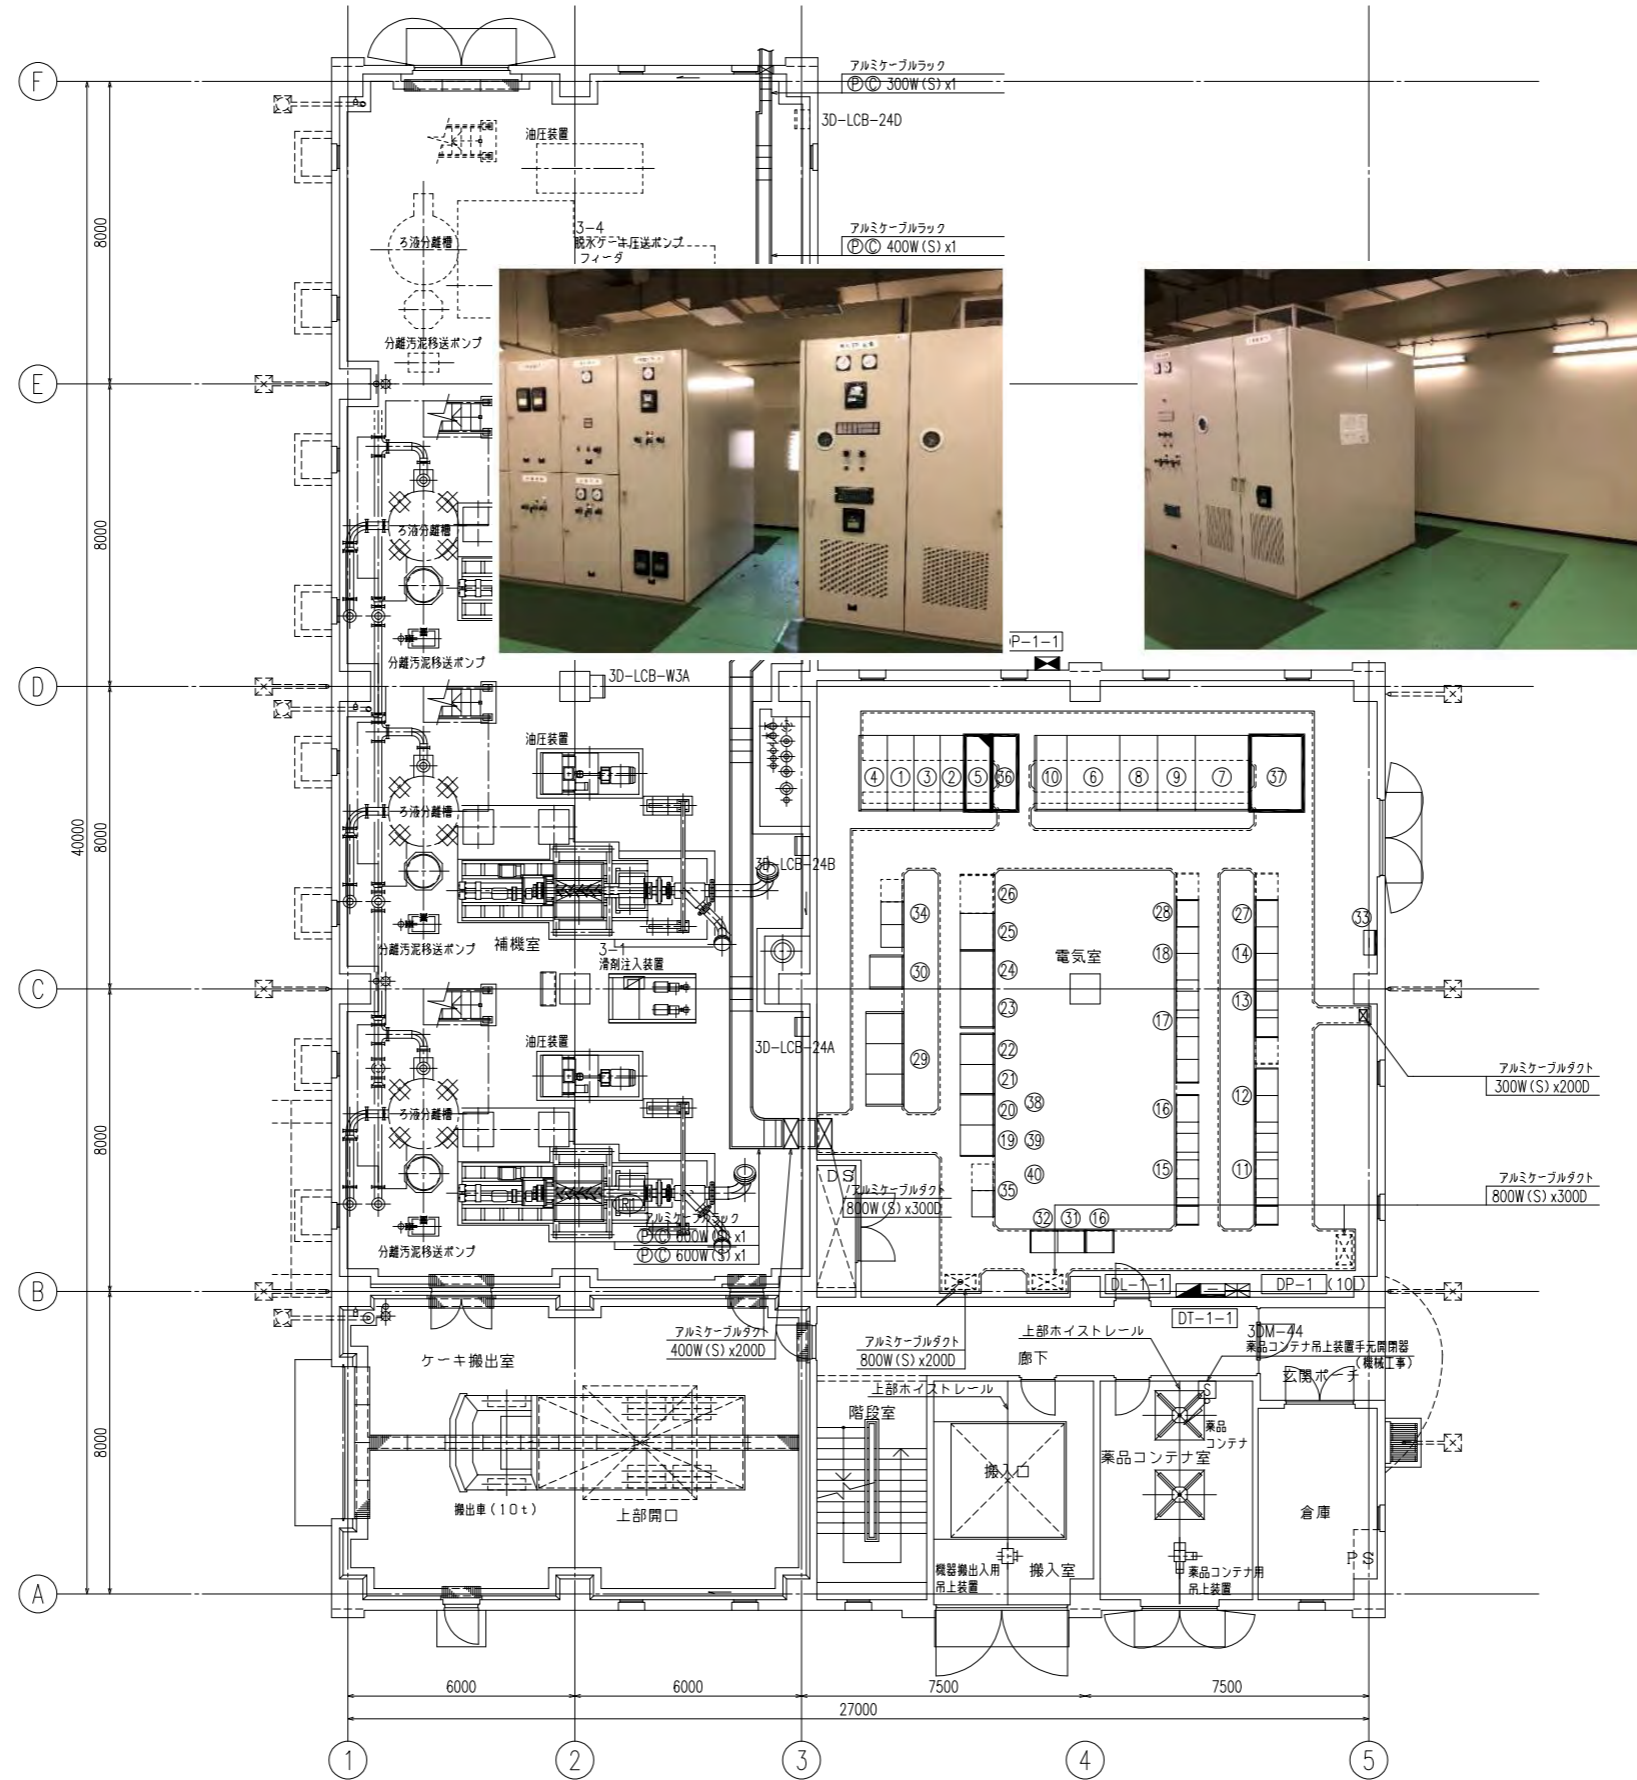 アルミケーブルラック
F
ⓅⒸ 300W(S)x1
3D-LCB-24D
油圧装置
8000
アルミケーブルラック
3-4
ろ液分離槽
脱水ケーキ圧送ポンプ
ⓅⒸ 400W(S)x1
フィーダ
分離汚泥移送ポンプ
E
8000
ろ液分離槽
P-1-1
分離汚泥移送ポンプ
D
3D-LCB-W3A
油圧装置
④ ① ③ ② ⑤ ㊱ ⑩ ⑥ ⑧ ⑨ ⑦ ㊲
ろ液分離槽
40000
8000
3D-LCB-24B
㉖
㉞ ㉘ ㉗ ㉝
㉕
補機室
分離汚泥移送ポンプ
3-1
滑剤注入装置
電気室
⑱ ⑭
㉚ ㉔
C
㉓ ⑰ ⑬
油圧装置
3D-LCB-24A
㉒
㉙
アルミケーブルダクト
㉑
300W(S)x200D
⑯ ⑫
⑳ ㊳
ろ液分離槽
8000
⑲ ㊴
⑮ ⑪
DS
㊵
アルミケーブルダクト
アルミケーブルダクト
㉟
800W(S)x300D
800W(S)x300D
R1
アルミケーブルラック
㉜ ㉛ ⑯
ⓅⒸ 600W(S)x1
ⓅⒸ 600W(S)x1
分離汚泥移送ポンプ
B
DL-1-1
DP-1
(10L)
DT-1-1
アルミケーブルダクト
400W(S)x200D
アルミケーブルダクト
800W(S)x200D
上部ホイストレール
3DM-44
薬品コンテナ吊上装置手元開閉器
(機械工事)
ケーキ搬出室
廊下
玄関ポーチ
上部ホイストレール
S
階段室
薬品
コンテナ
8000
薬品コンテナ室
搬入口
搬出車(10t)
上部開口
倉庫
PS
機器搬出入用
吊上装置
搬入室
薬品コンテナ用
吊上装置
A
6000
6000
7500
7500
27000
1
2
3
4
5